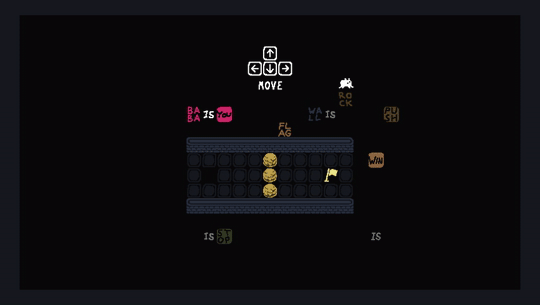 MOVE
ROCK
BABA IS YOU WALL IS PUSH
FLAG
WIN
IS STOP IS